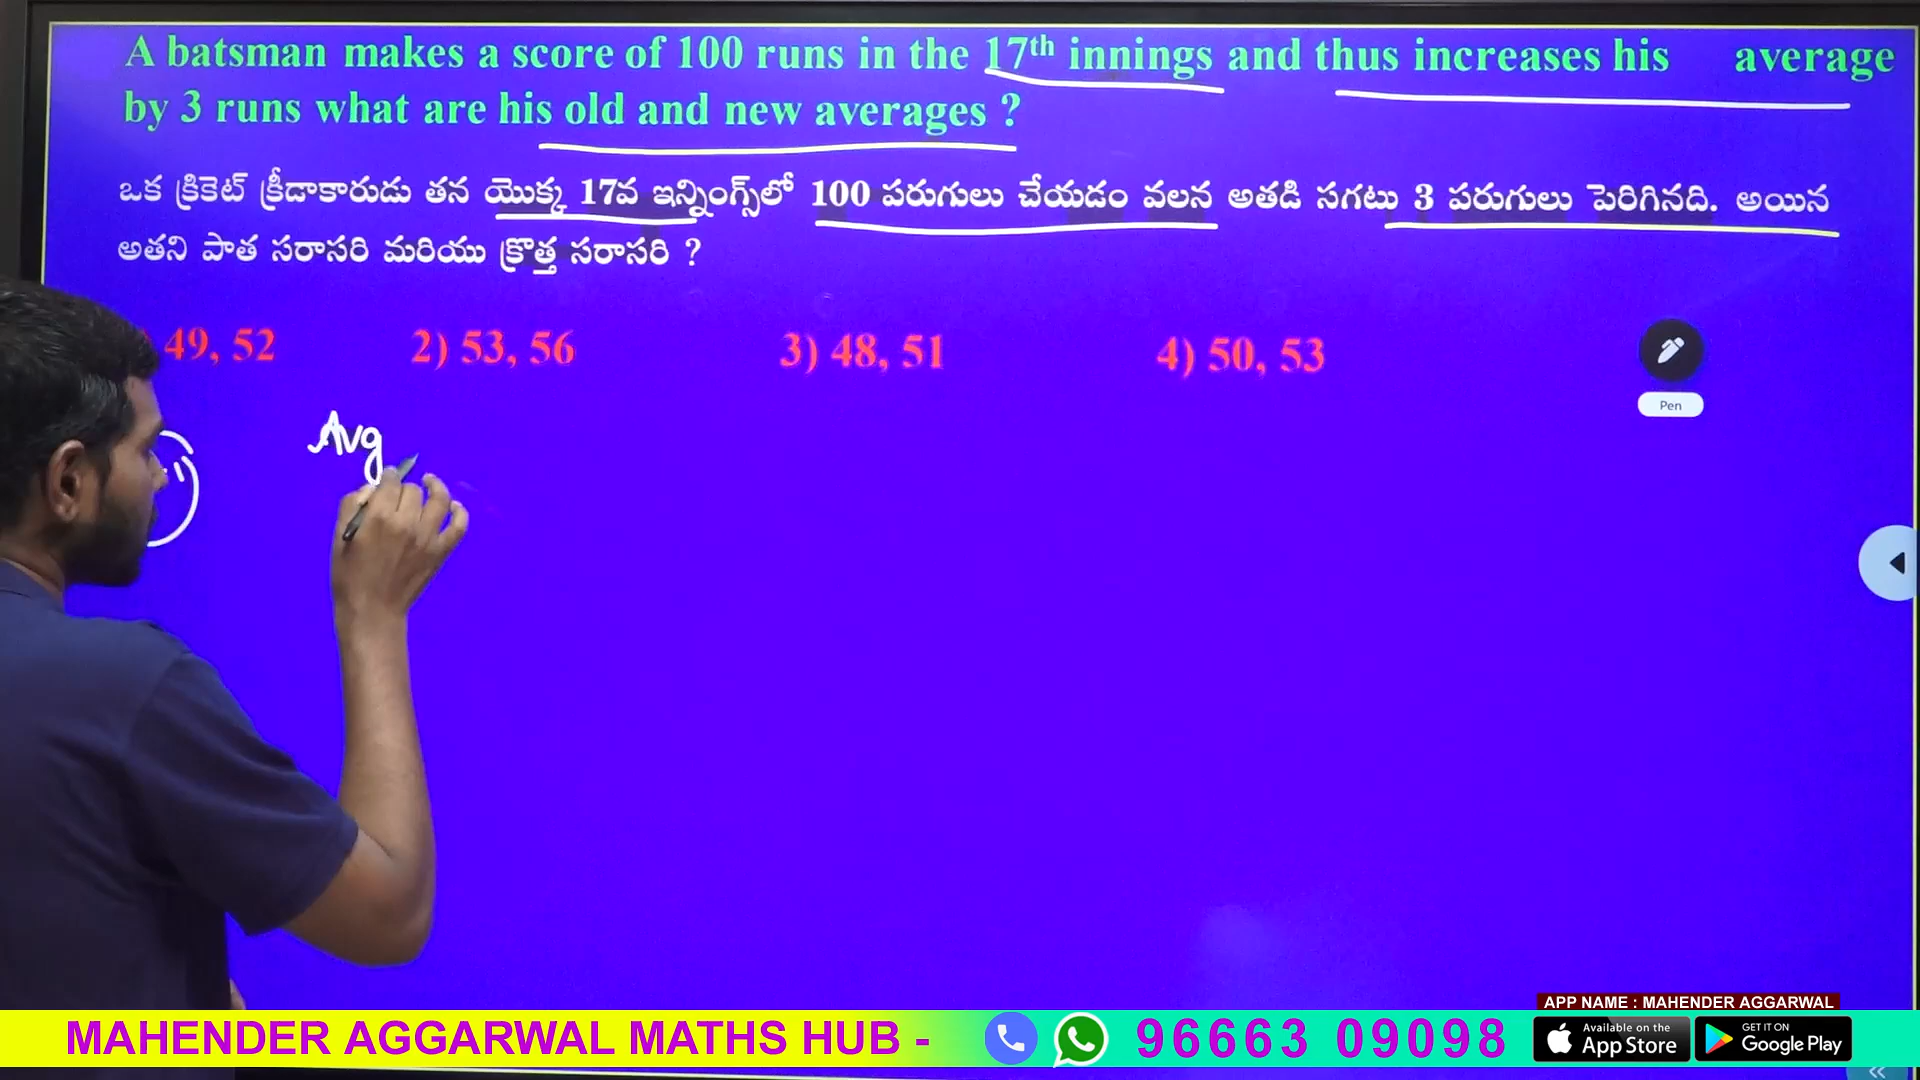 A batsman makes a score of 100 runs in the 17th innings and thus increases his average
by 3 runs what are his old and new averages ?
ఒక క్రికెట్ క్రీడాకారుడు తన యొక్క 17వ ఇన్నింగ్స్‌లో 100 పరుగులు చేయడం వలన అతడి సగటు 3 పరుగులు పెరిగినది. అయిన
అతని పాత సరాసరి మరియు క్రొత్త సరాసరి ?
49, 52 2) 53, 56 3) 48, 51 4) 50, 53
Pen
Avg
APP NAME : MAHENDER AGGARWAL
MAHENDER AGGARWAL MATHS HUB - 96663 09098
Available on the App Store
GET IT ON Google Play